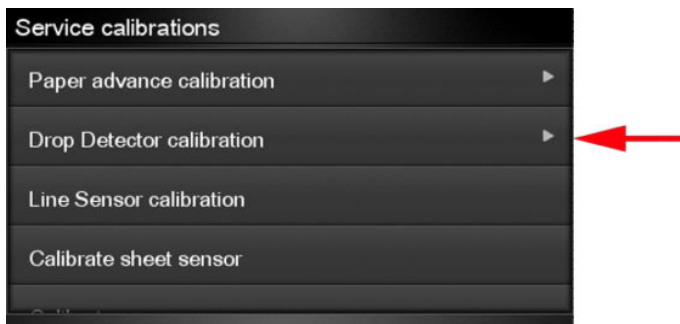 Service calibrations
Paper advance calibration
Drop Detector calibration
Line Sensor calibration
Calibrate sheet sensor